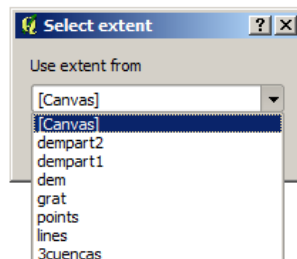 Select extent
Use extent from
[Canvas]
[Canvas]
dempart2
dempart1
dem
grat
points
lines
3cuencas